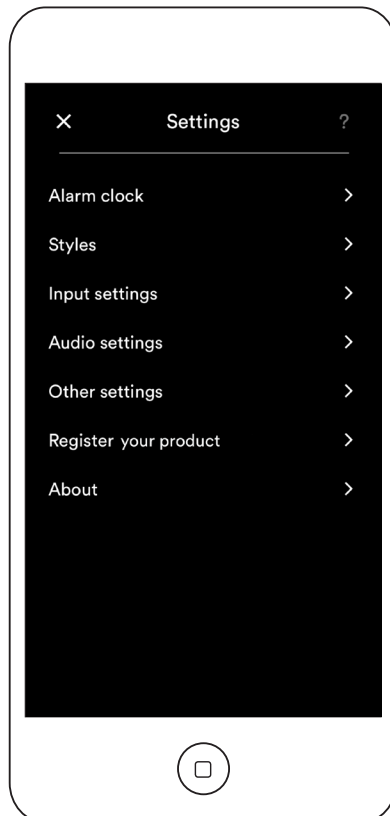 Settings ?
Alarm clock
Styles
Input settings
Audio settings
Other settings
Register your product
About